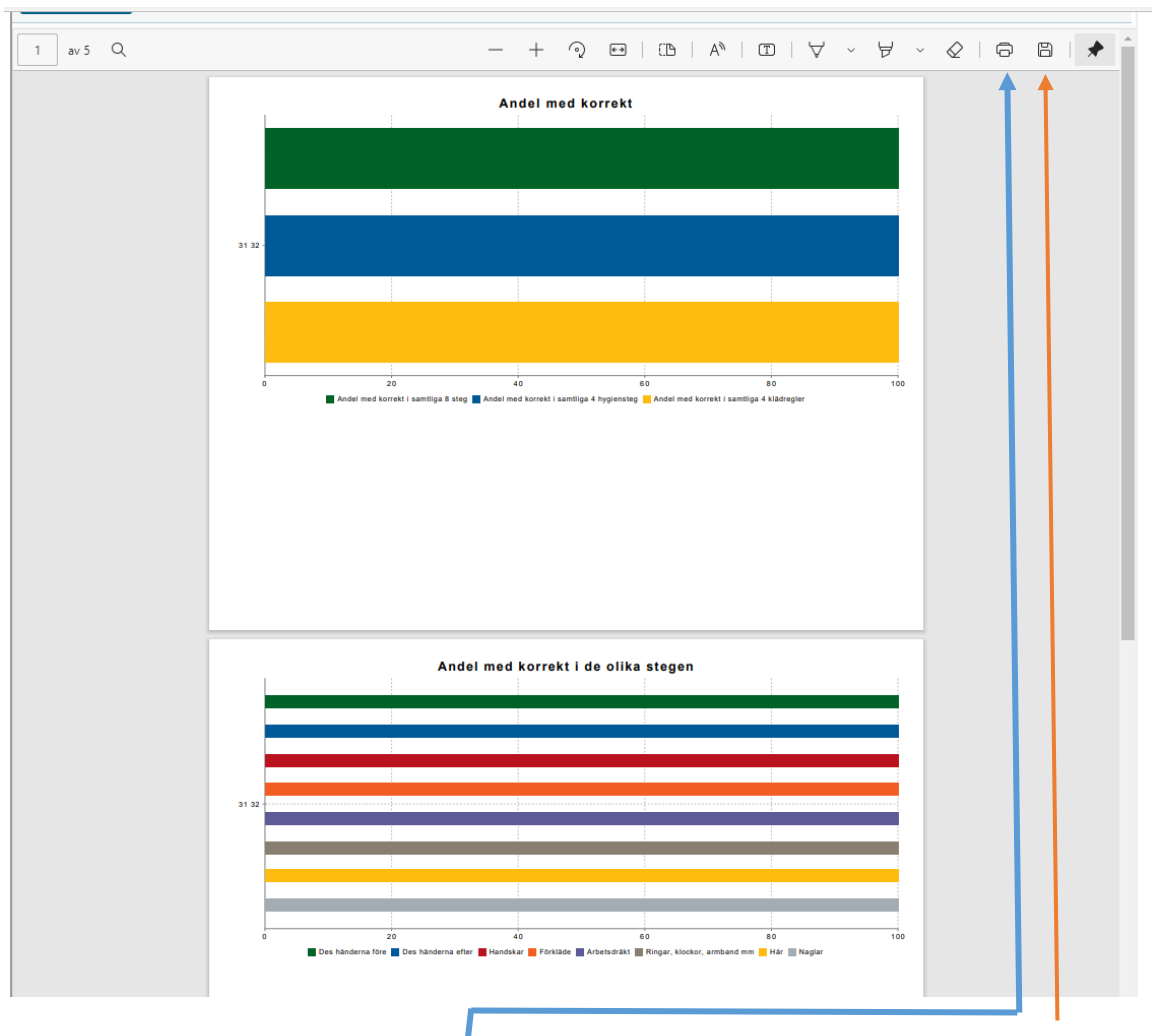 1 av 5
Andel med korrekt
31 32
0 20 40 60 80 100
Andel med korrekt i samtliga 8 steg Andel med korrekt i samtliga 4 hygiensteg Andel med korrekt i samtliga 4 klädregler
Andel med korrekt i de olika stegen
31 32
0 20 40 60 80 100
Des händerna före Des händerna efter Handskar Förkläde Arbetsdräkt Ringar, klockor, armband mm Hår Naglar